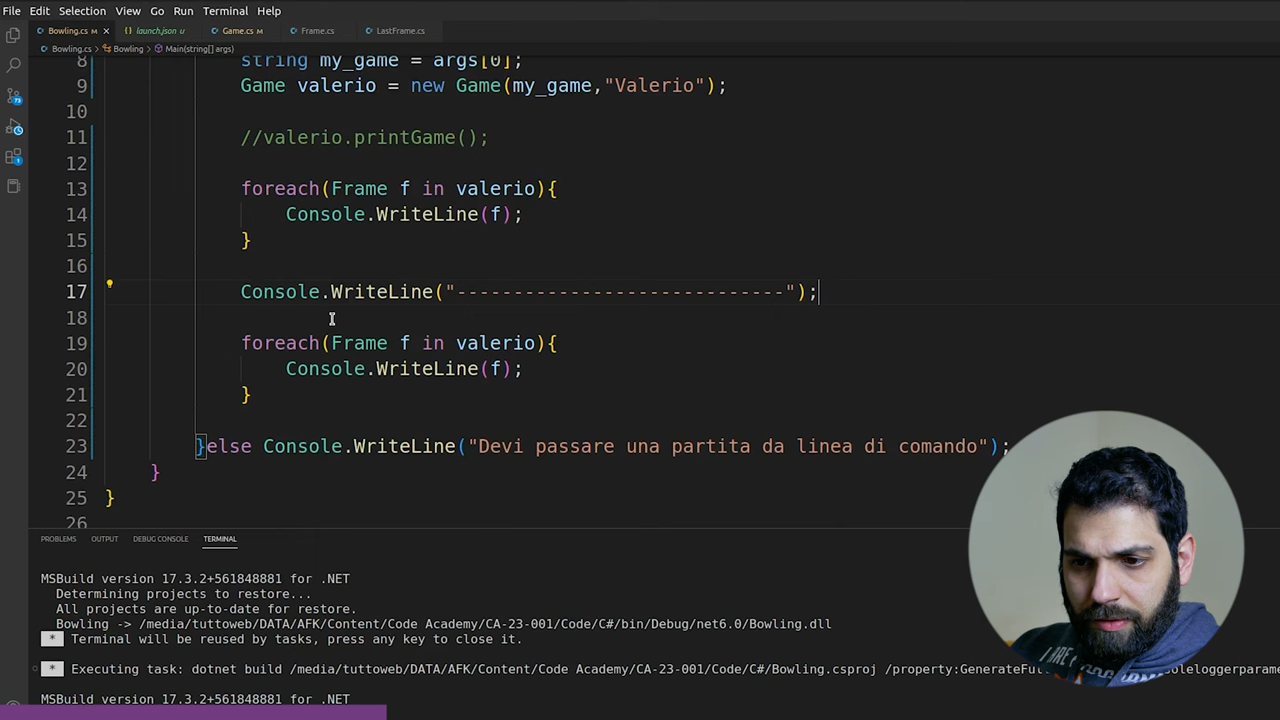 File Edit Selection View Go Run Terminal Help
Bowling.cs M × launch.json U Game.cs M Frame.cs LastFrame.cs
Bowling.cs > Bowling > Main(string[] args)
8 string my_game = args[0];
9 Game valerio = new Game(my_game,"Valerio");
10
11 //valerio.printGame();
12
13 foreach(Frame f in valerio){
14 Console.WriteLine(f);
15 }
16
17 Console.WriteLine("-----------------------------");
18
19 foreach(Frame f in valerio){
20 Console.WriteLine(f);
21 }
22
23 }else Console.WriteLine("Devi passare una partita da linea di comando");
24 }
25 }
26
PROBLEMS OUTPUT DEBUG CONSOLE TERMINAL
MSBuild version 17.3.2+561848881 for .NET
Determining projects to restore...
All projects are up-to-date for restore.
Bowling -> /media/tuttoweb/DATA/AFK/Content/Code Academy/CA-23-001/Code/C#/bin/Debug/net6.0/Bowling.dll
* Terminal will be reused by tasks, press any key to close it.
* Executing task: dotnet build /media/tuttoweb/DATA/AFK/Content/Code Academy/CA-23-001/Code/C#/Bowling.csproj /property:GenerateFul oleloggerparame
MSBuild version 17.3.2+561848881 for .NET